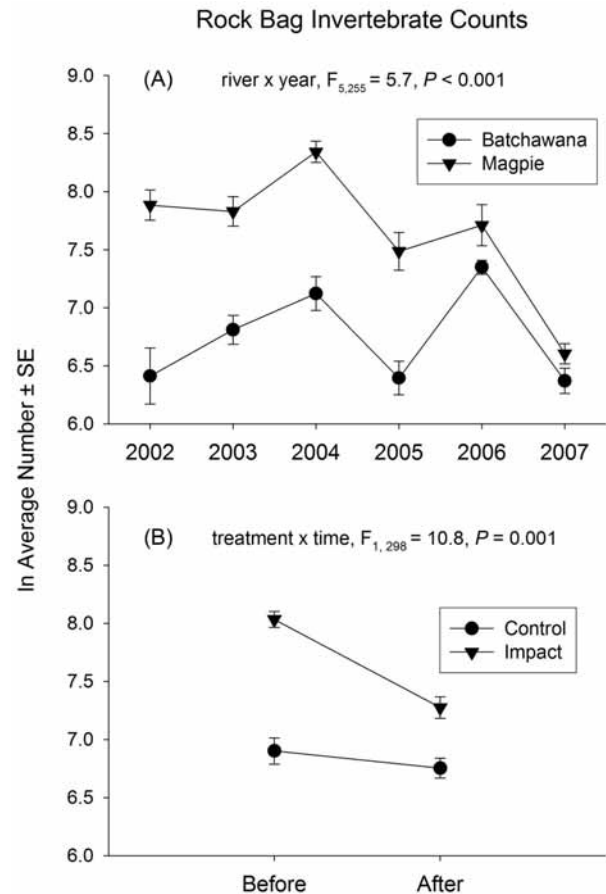 Rock Bag Invertebrate Counts
(A) river x year, F5,255 = 5.7, P < 0.001
Batchawana
Magpie
9.0
8.5
8.0
7.5
7.0
6.5
6.0
2002 2003 2004 2005 2006 2007
ln Average Number ± SE
(B) treatment x time, F1, 298 = 10.8, P = 0.001
Control
Impact
9.0
8.5
8.0
7.5
7.0
6.5
6.0
Before After